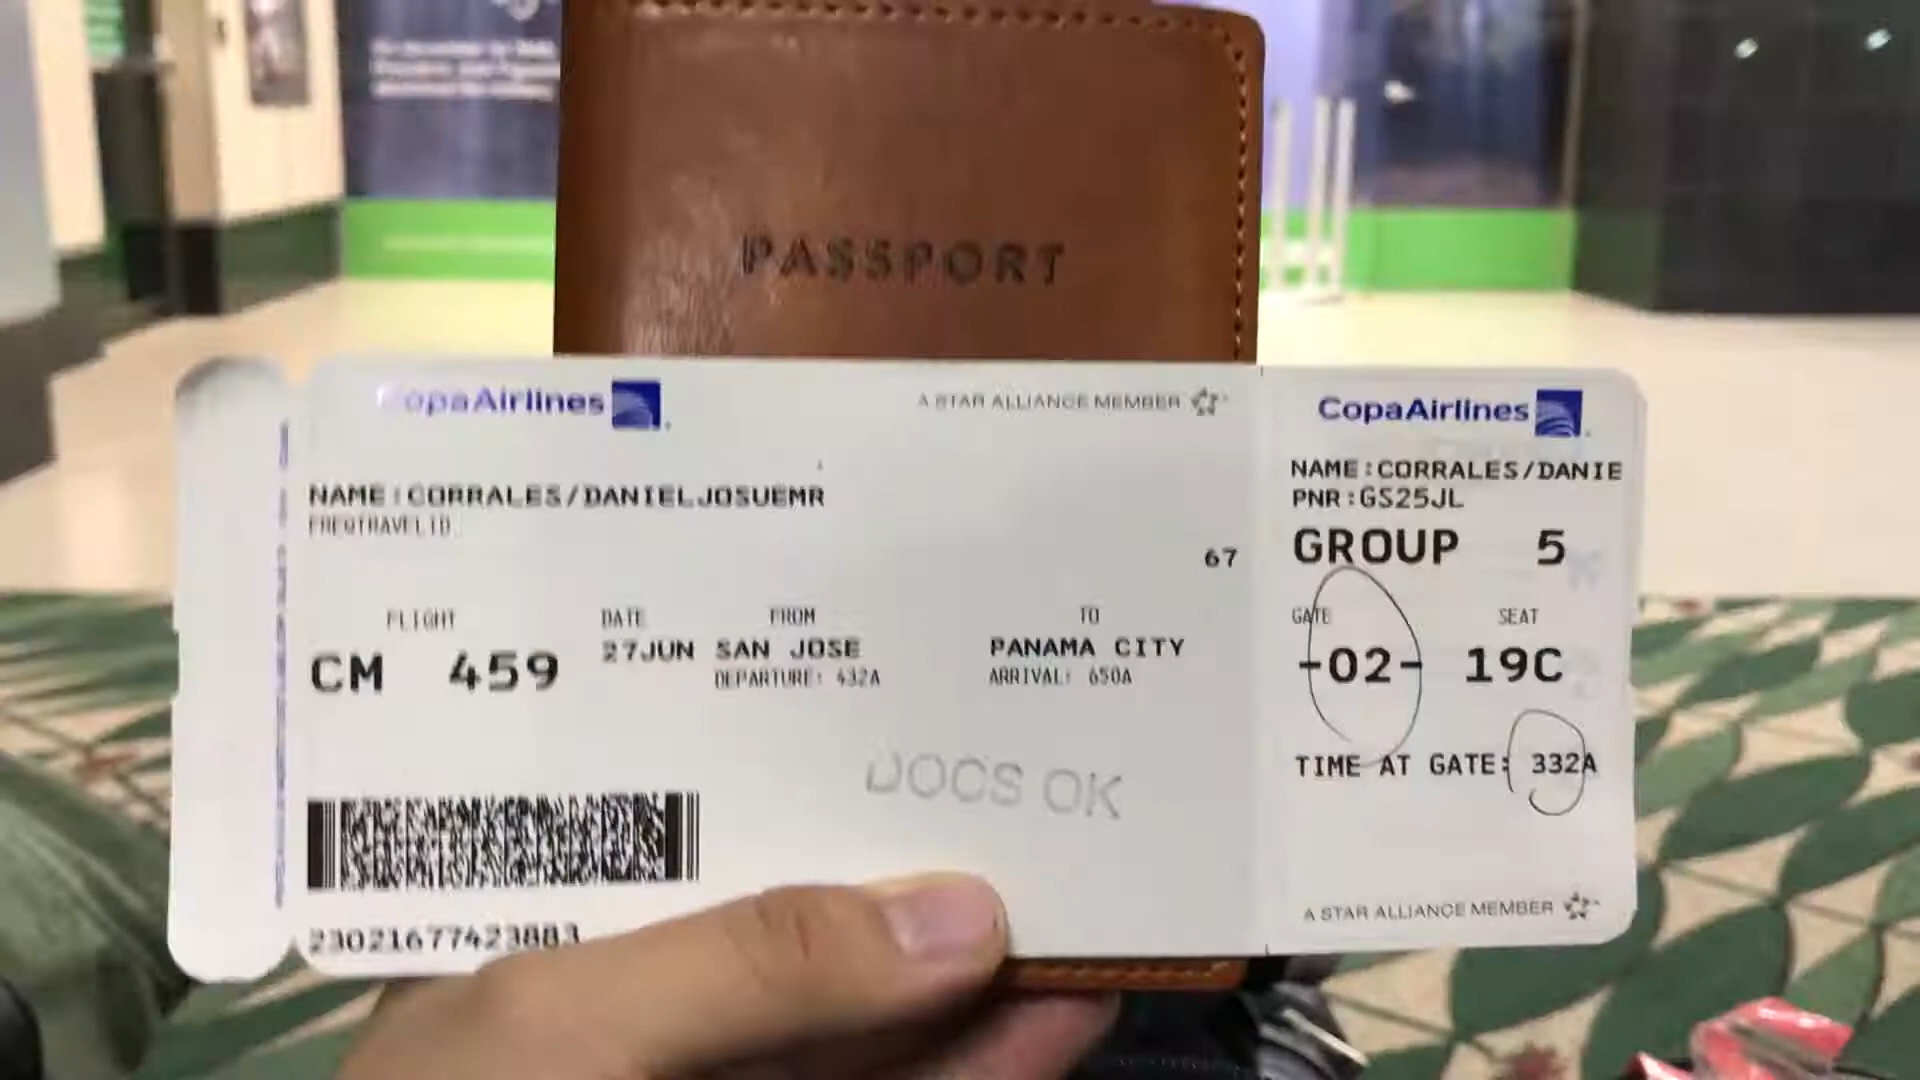 PASSPORT
CopaAirlines
A STAR ALLIANCE MEMBER
NAME:CORRALES/DANIELJOSUEMR
FREQTRAVELID
67
FLIGHT
DATE
FROM
TO
CM 459
27JUN
SAN JOSE
PANAMA CITY
DEPARTURE: 432A
ARRIVAL: 650A
DOCS OK
23021677423883
CopaAirlines
NAME:CORRALES/DANIE
PNR:GS25JL
GROUP 5
GATE
SEAT
-02-
19C
TIME AT GATE: 332A
A STAR ALLIANCE MEMBER